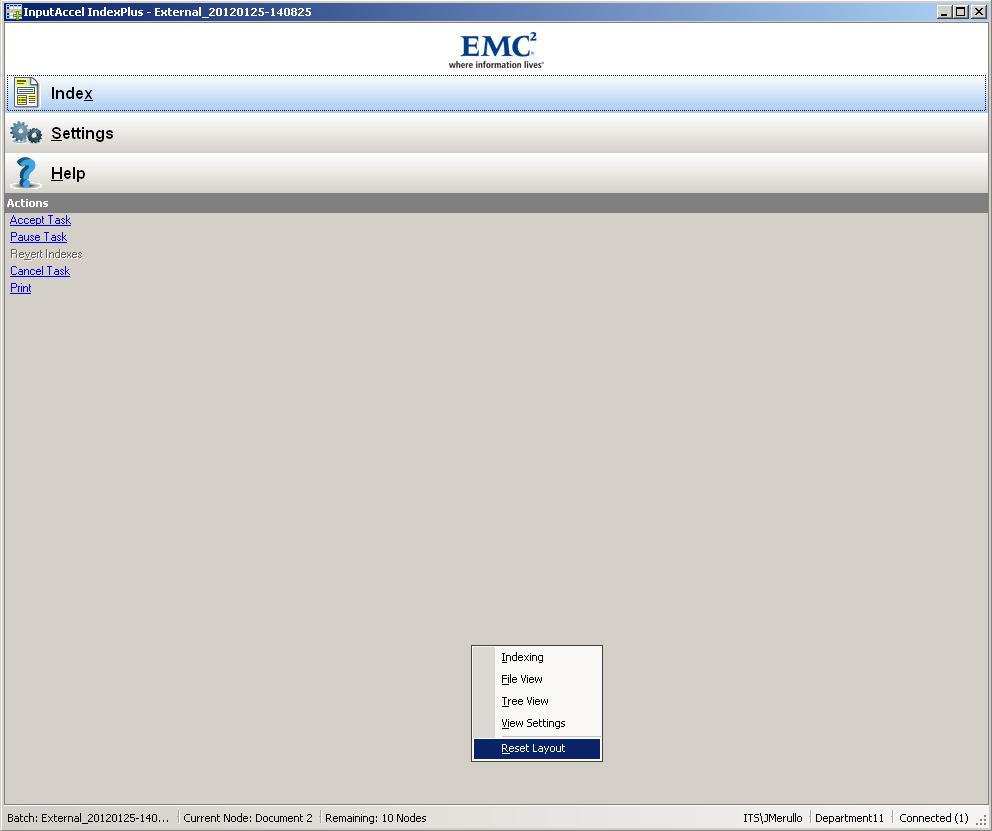 InputAccel IndexPlus - External_20120125-140825
EMC²
where information lives®
Index
Settings
Help
Actions
Accept Task
Pause Task
Revert Indexes
Cancel Task
Print
Indexing
File View
Tree View
View Settings
Reset Layout
Batch: External_20120125-140... Current Node: Document 2 Remaining: 10 Nodes ITS\JMerullo Department11 Connected (1)